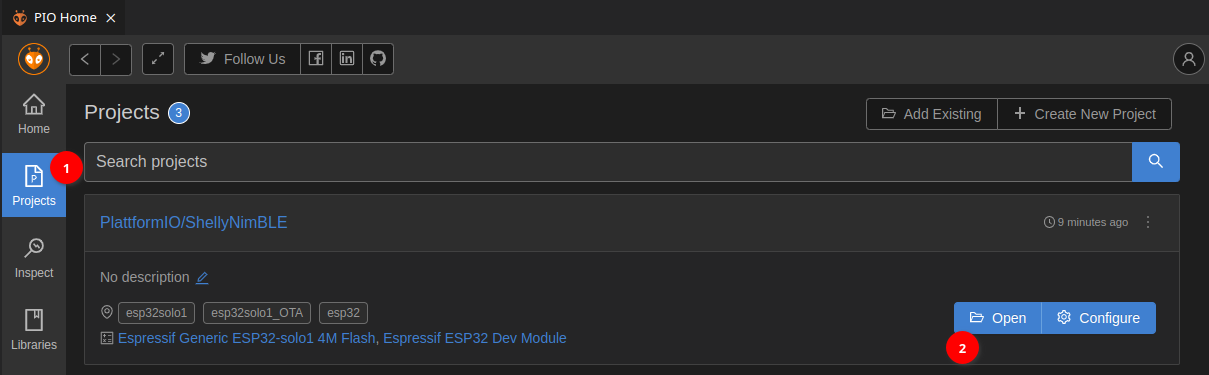 PIO Home
Follow Us
Home
Projects 3
Add Existing
Create New Project
1
Search projects
P
Projects
PlattformIO/ShellyNimBLE
9 minutes ago
Inspect
No description
esp32solo1 esp32solo1_OTA esp32
Open
Configure
Espressif Generic ESP32-solo1 4M Flash, Espressif ESP32 Dev Module
Libraries
2